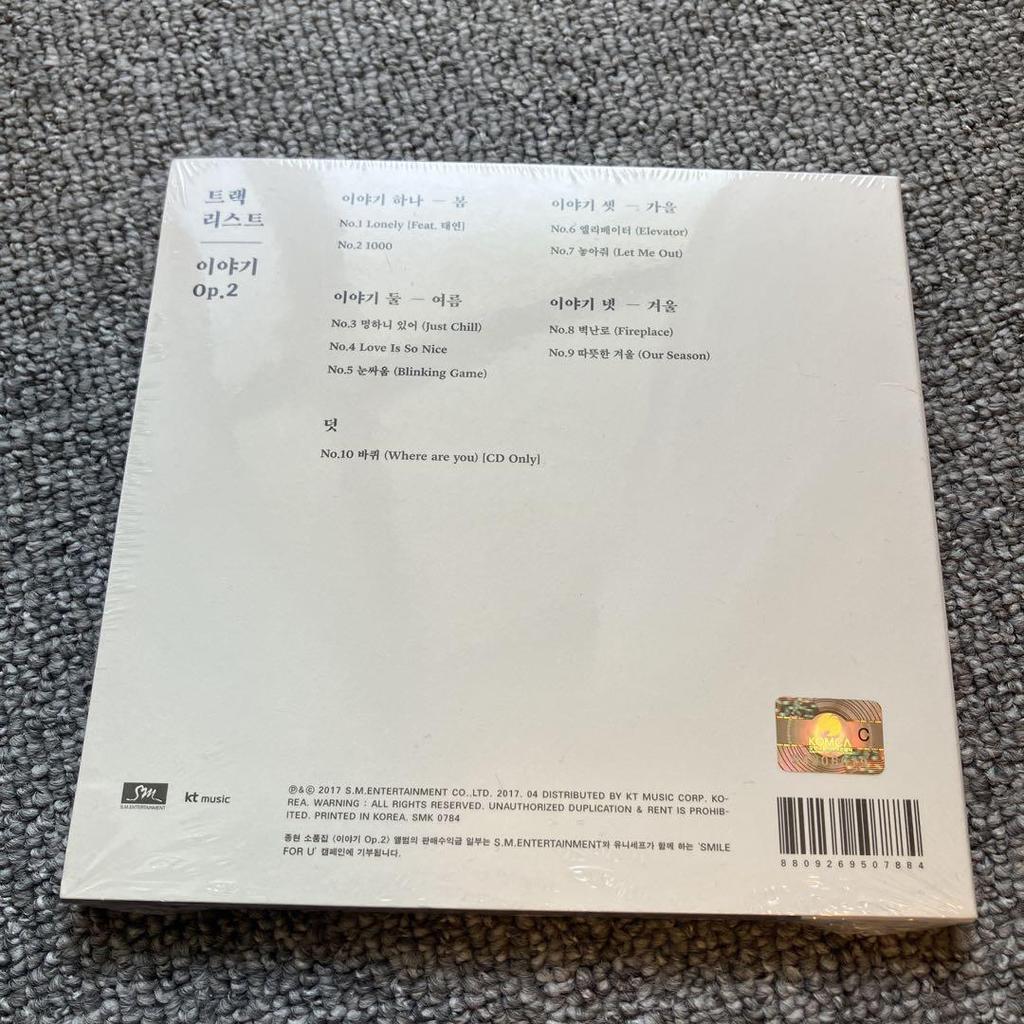 트랙
리스트
이야기
Op.2
이야기 하나 — 봄
No.1 Lonely [Feat. 태연]
No.2 1000
이야기 둘 — 여름
No.3 멍하니 있어 (Just Chill)
No.4 Love Is So Nice
No.5 눈싸움 (Blinking Game)
이야기 셋 — 가을
No.6 엘리베이터 (Elevator)
No.7 놓아줘 (Let Me Out)
이야기 넷 — 겨울
No.8 벽난로 (Fireplace)
No.9 따뜻한 겨울 (Our Season)
덧
No.10 바퀴 (Where are you) [CD Only]
KOMCA
C
SM
S.M.ENTERTAINMENT
kt music
℗&© 2017 S.M.ENTERTAINMENT CO.,LTD. 2017. 04 DISTRIBUTED BY KT MUSIC CORP. KO-
REA. WARNING : ALL RIGHTS RESERVED. UNAUTHORIZED DUPLICATION & RENT IS PROHIB-
ITED. PRINTED IN KOREA. SMK 0784
종현 소품집 <이야기 Op.2> 앨범의 판매수익금 일부는 S.M.ENTERTAINMENT와 유니세프가 함께 하는 'SMILE
FOR U' 캠페인에 기부됩니다.
8809269507884